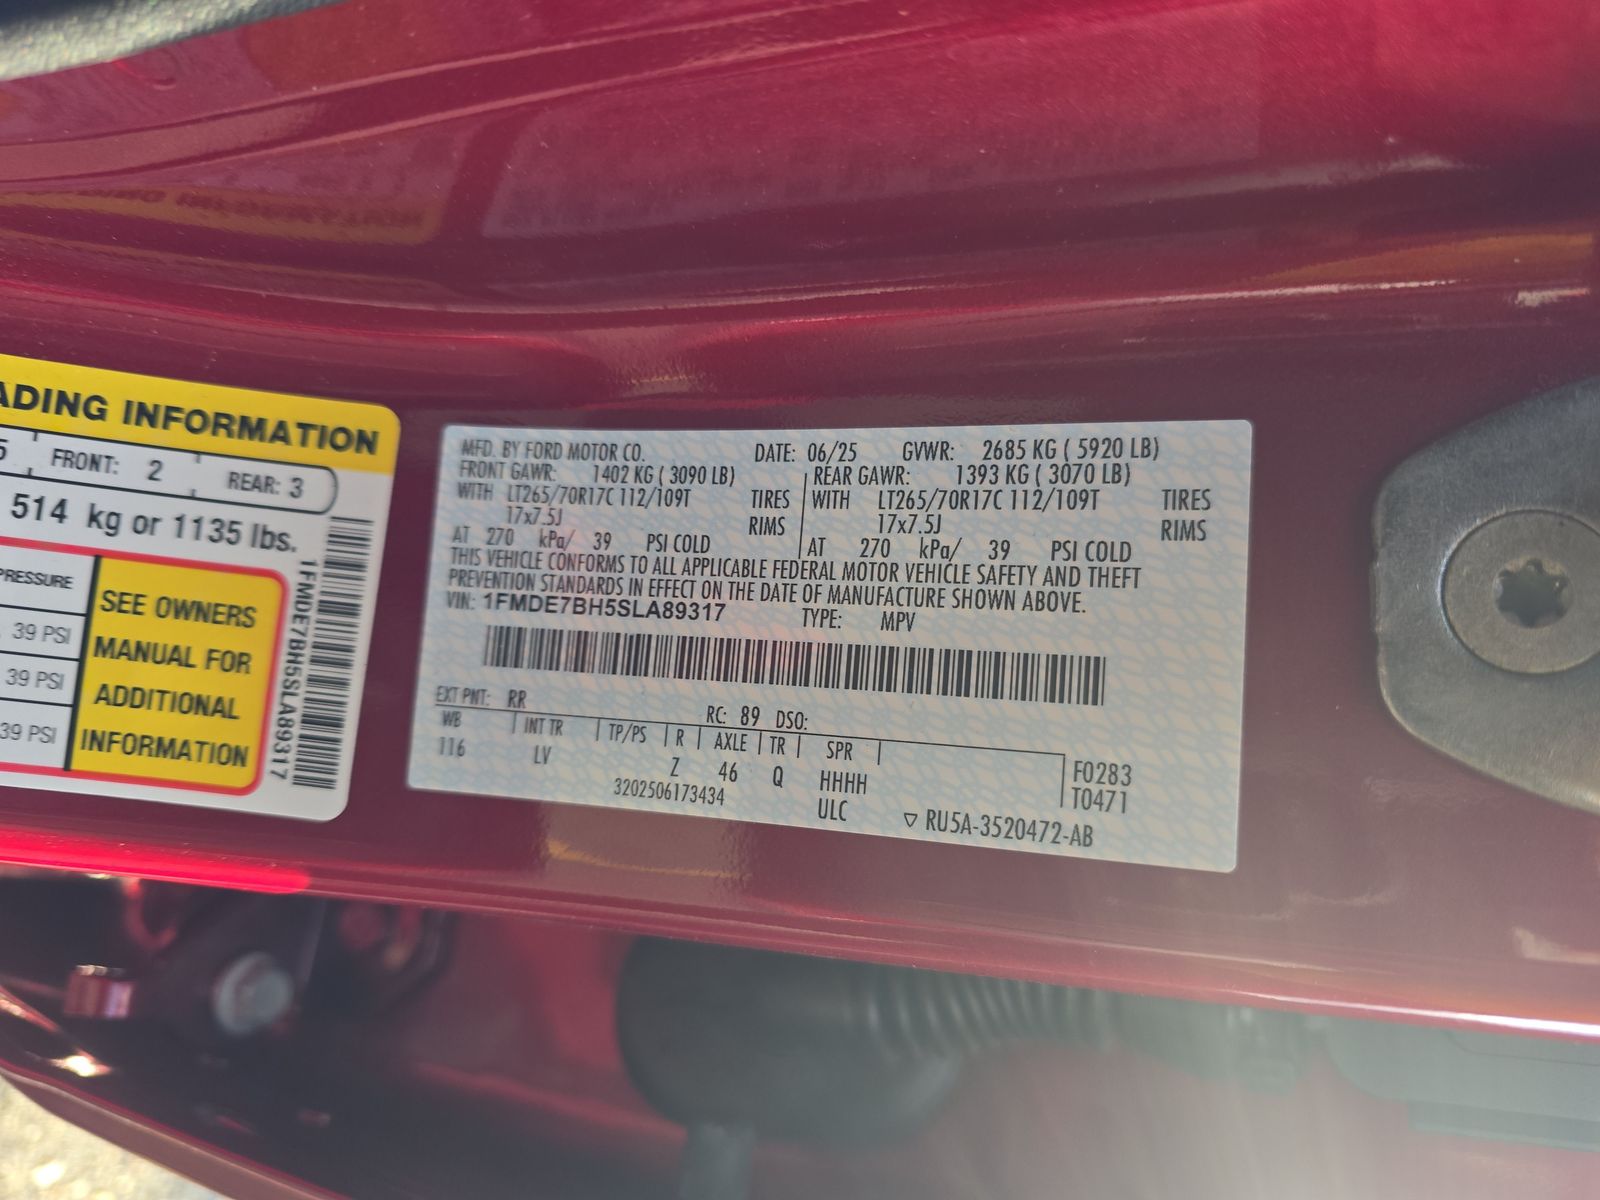 ADING INFORMATION
5 FRONT: 2 REAR: 3
514 kg or 1135 lbs.
PRESSURE
39 PSI
39 PSI
39 PSI
SEE OWNERS
MANUAL FOR
ADDITIONAL
INFORMATION
1FMDE7BH5SLA89317
MFD. BY FORD MOTOR CO. DATE: 06/25 GVWR: 2685 KG ( 5920 LB)
FRONT GAWR: 1402 KG ( 3090 LB) REAR GAWR: 1393 KG ( 3070 LB)
WITH LT265/70R17C 112/109T TIRES WITH LT265/70R17C 112/109T TIRES
17x7.5J RIMS 17x7.5J RIMS
AT 270 kPa/ 39 PSI COLD AT 270 kPa/ 39 PSI COLD
THIS VEHICLE CONFORMS TO ALL APPLICABLE FEDERAL MOTOR VEHICLE SAFETY AND THEFT
PREVENTION STANDARDS IN EFFECT ON THE DATE OF MANUFACTURE SHOWN ABOVE.
VIN: 1FMDE7BH5SLA89317 TYPE: MPV
EXT PNT: RR RC: 89 DSO:
WB INT TR TP/PS R AXLE TR SPR
116 LV Z 46 Q HHHH F0283
3202506173434 ULC T0471
RU5A-3520472-AB